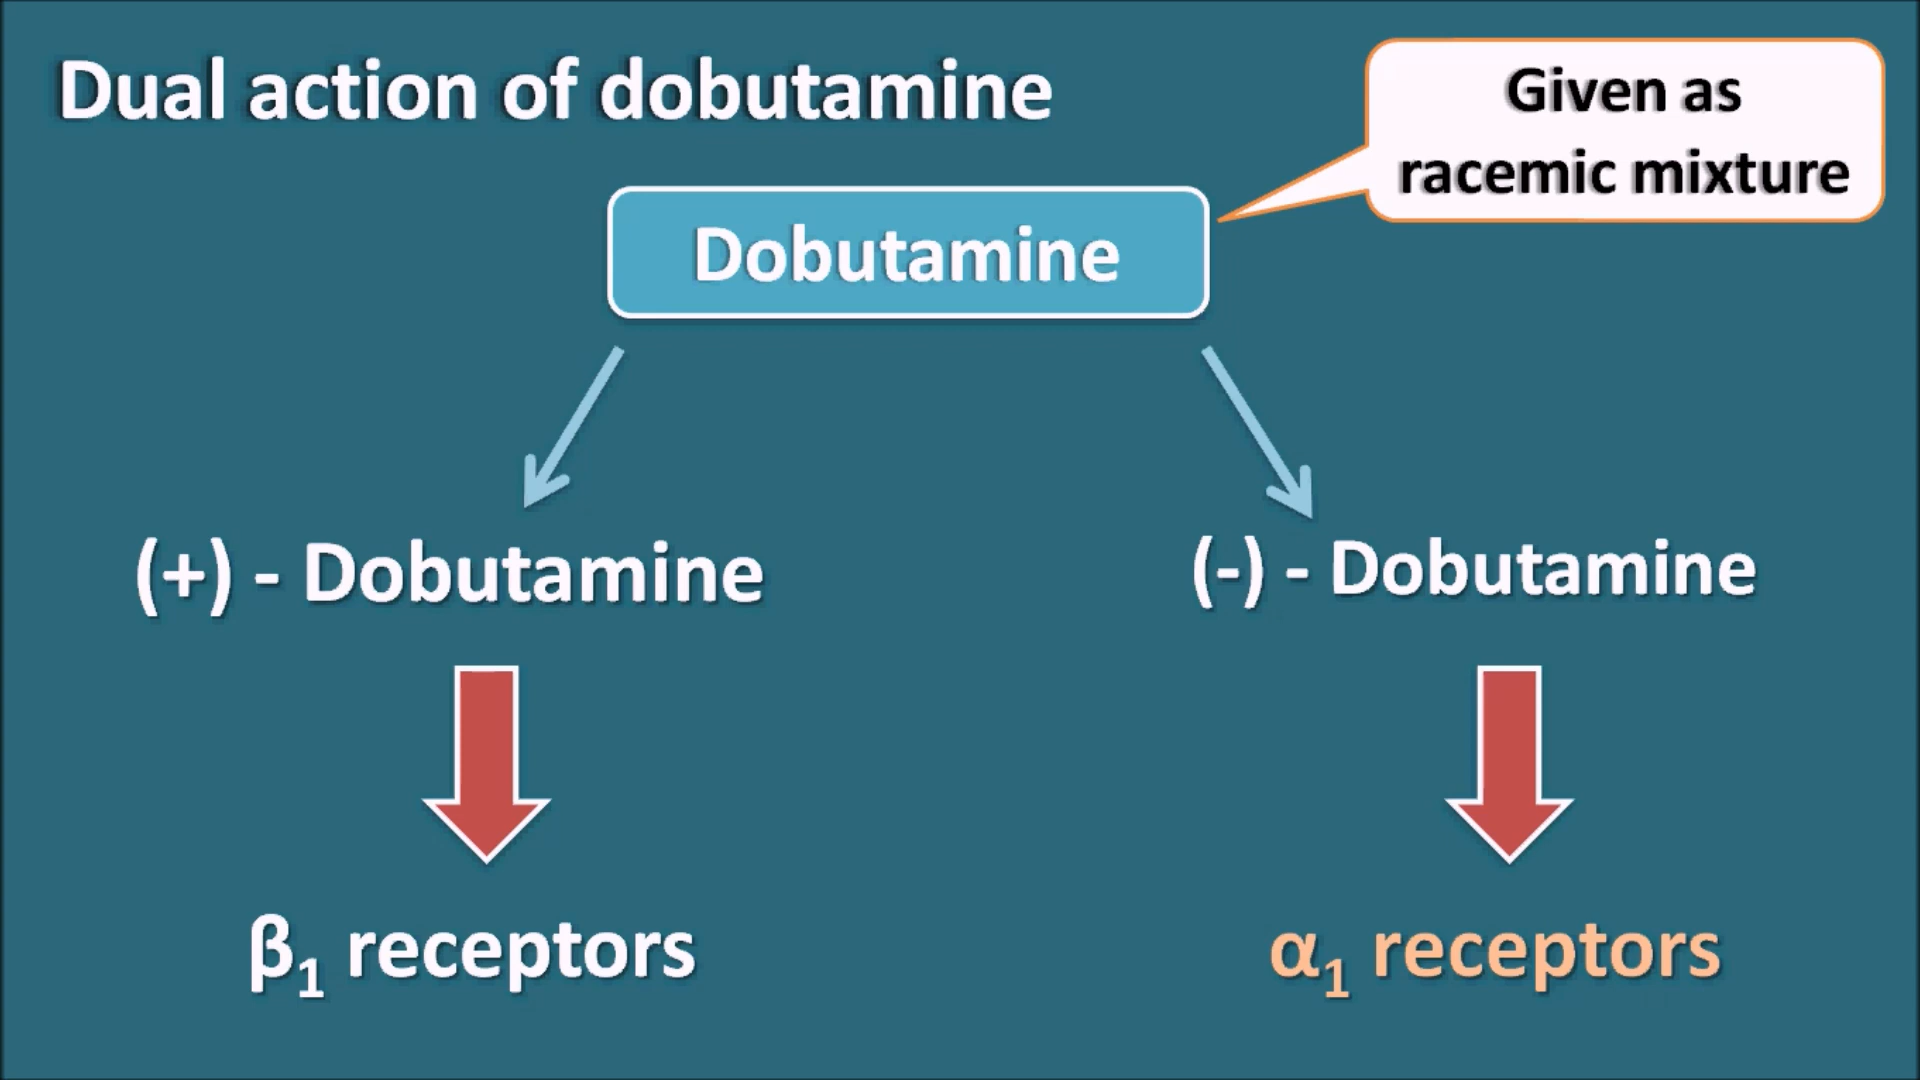 Dual action of dobutamine
Given as
racemic mixture
Dobutamine
(+) - Dobutamine
(-) - Dobutamine
β₁ receptors
α₁ receptors